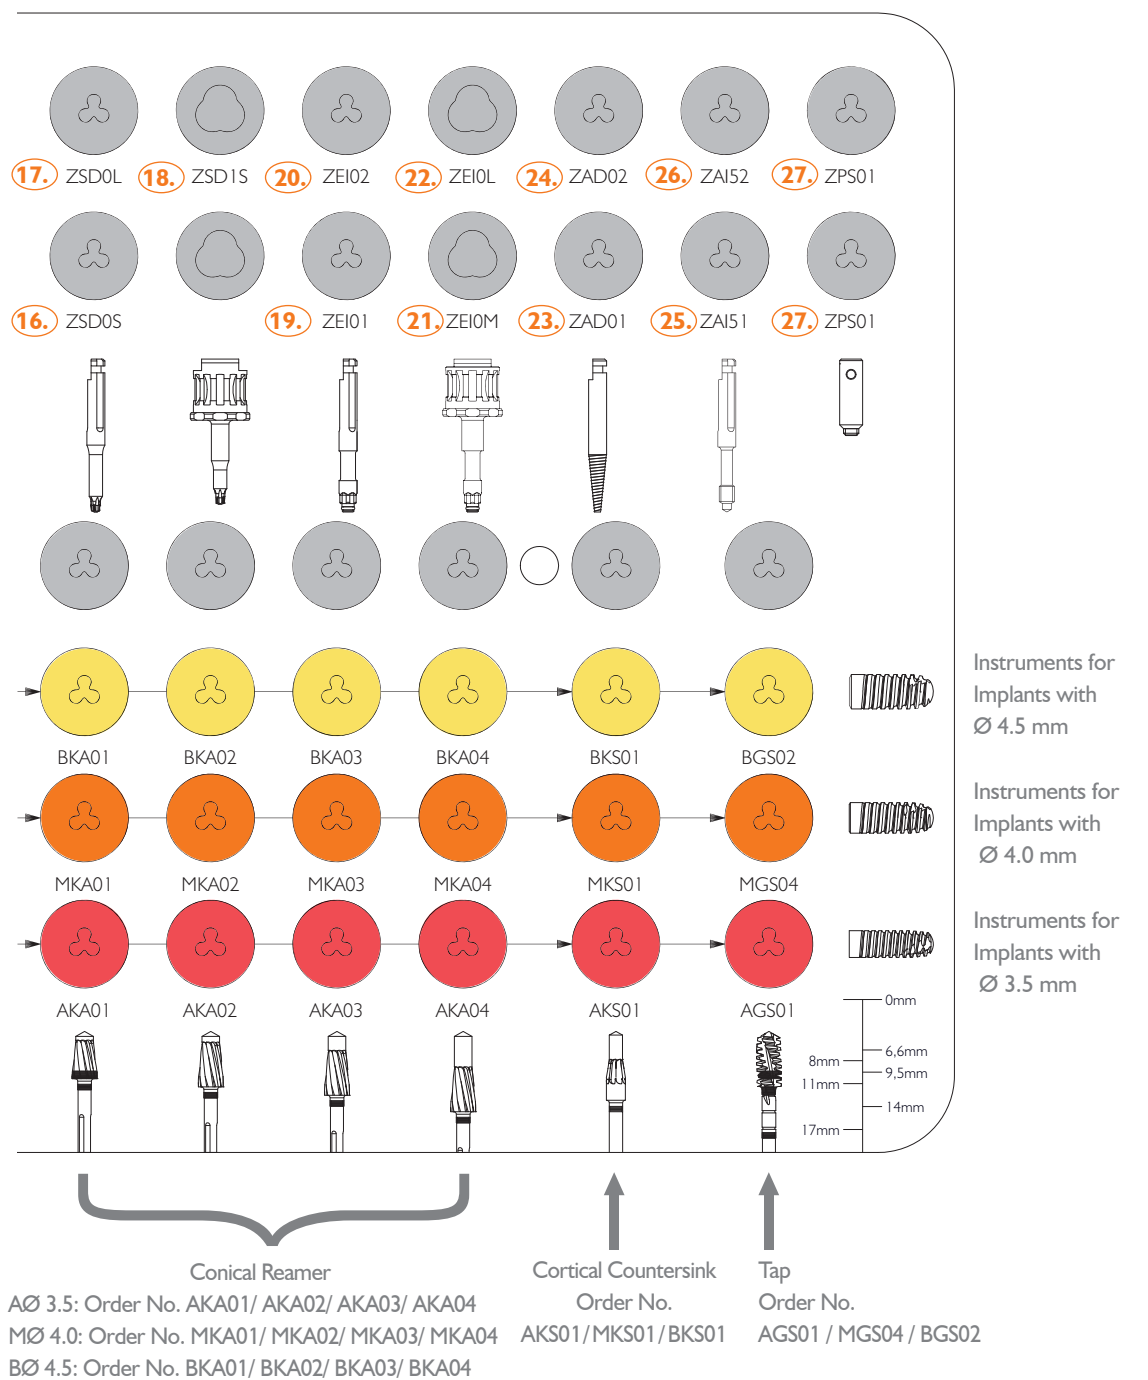 17. ZSD0L 18. ZSD1S 20. ZEI02 22. ZEI0L 24. ZAD02 26. ZAI52 27. ZPS01
16. ZSD0S 19. ZEI01 21. ZEI0M 23. ZAD01 25. ZAI51 27. ZPS01
Instruments for
Implants with
Ø 4.5 mm
BKA01 BKA02 BKA03 BKA04 BKS01 BGS02
Instruments for
Implants with
Ø 4.0 mm
MKA01 MKA02 MKA03 MKA04 MKS01 MGS04
Instruments for
Implants with
Ø 3.5 mm
AKA01 AKA02 AKA03 AKA04 AKS01 AGS01
0mm
6,6mm
8mm
9,5mm
11mm
14mm
17mm
Conical Reamer
AØ 3.5: Order No. AKA01/ AKA02/ AKA03/ AKA04
MØ 4.0: Order No. MKA01/ MKA02/ MKA03/ MKA04
BØ 4.5: Order No. BKA01/ BKA02/ BKA03/ BKA04
Cortical Countersink
Order No.
AKS01/MKS01/BKS01
Tap
Order No.
AGS01 / MGS04 / BGS02